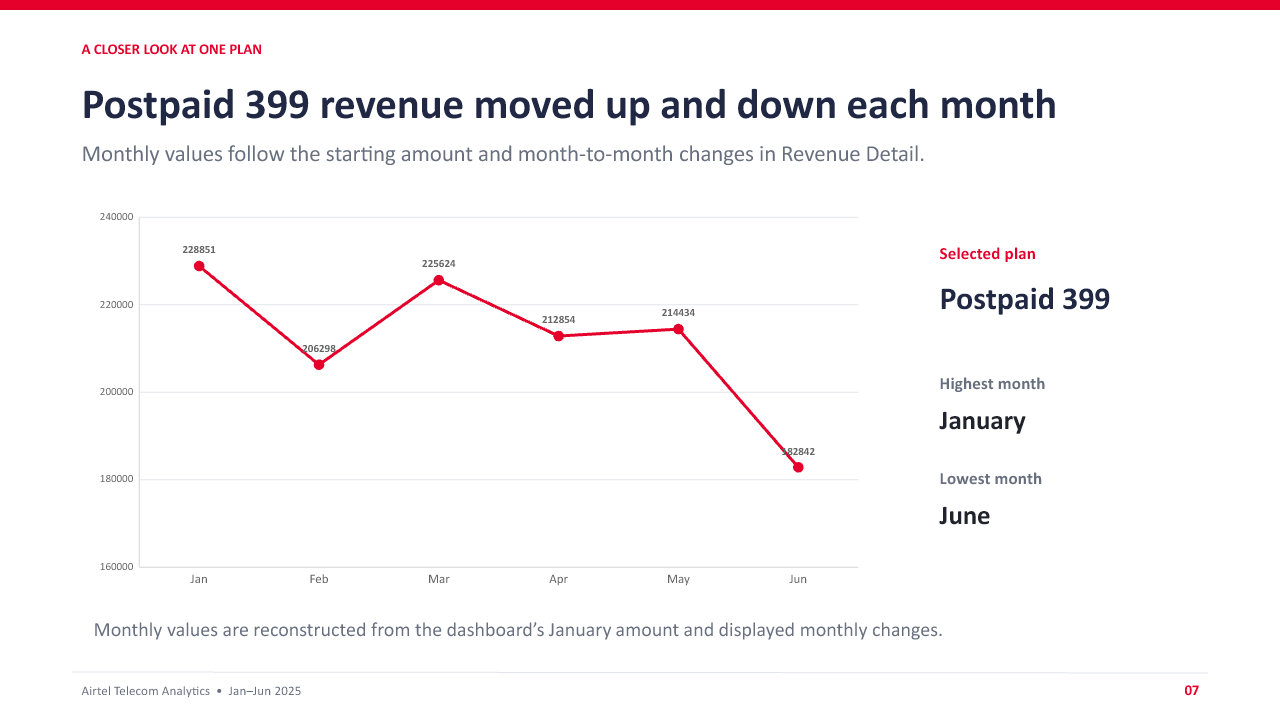 A CLOSER LOOK AT ONE PLAN
Postpaid 399 revenue moved up and down each month
Monthly values follow the starting amount and month-to-month changes in Revenue Detail.
240000
220000
200000
180000
160000
228851
206298
225624
212854
214434
182842
Jan
Feb
Mar
Apr
May
Jun
Selected plan
Postpaid 399
Highest month
January
Lowest month
June
Monthly values are reconstructed from the dashboard’s January amount and displayed monthly changes.
Airtel Telecom Analytics • Jan–Jun 2025
07